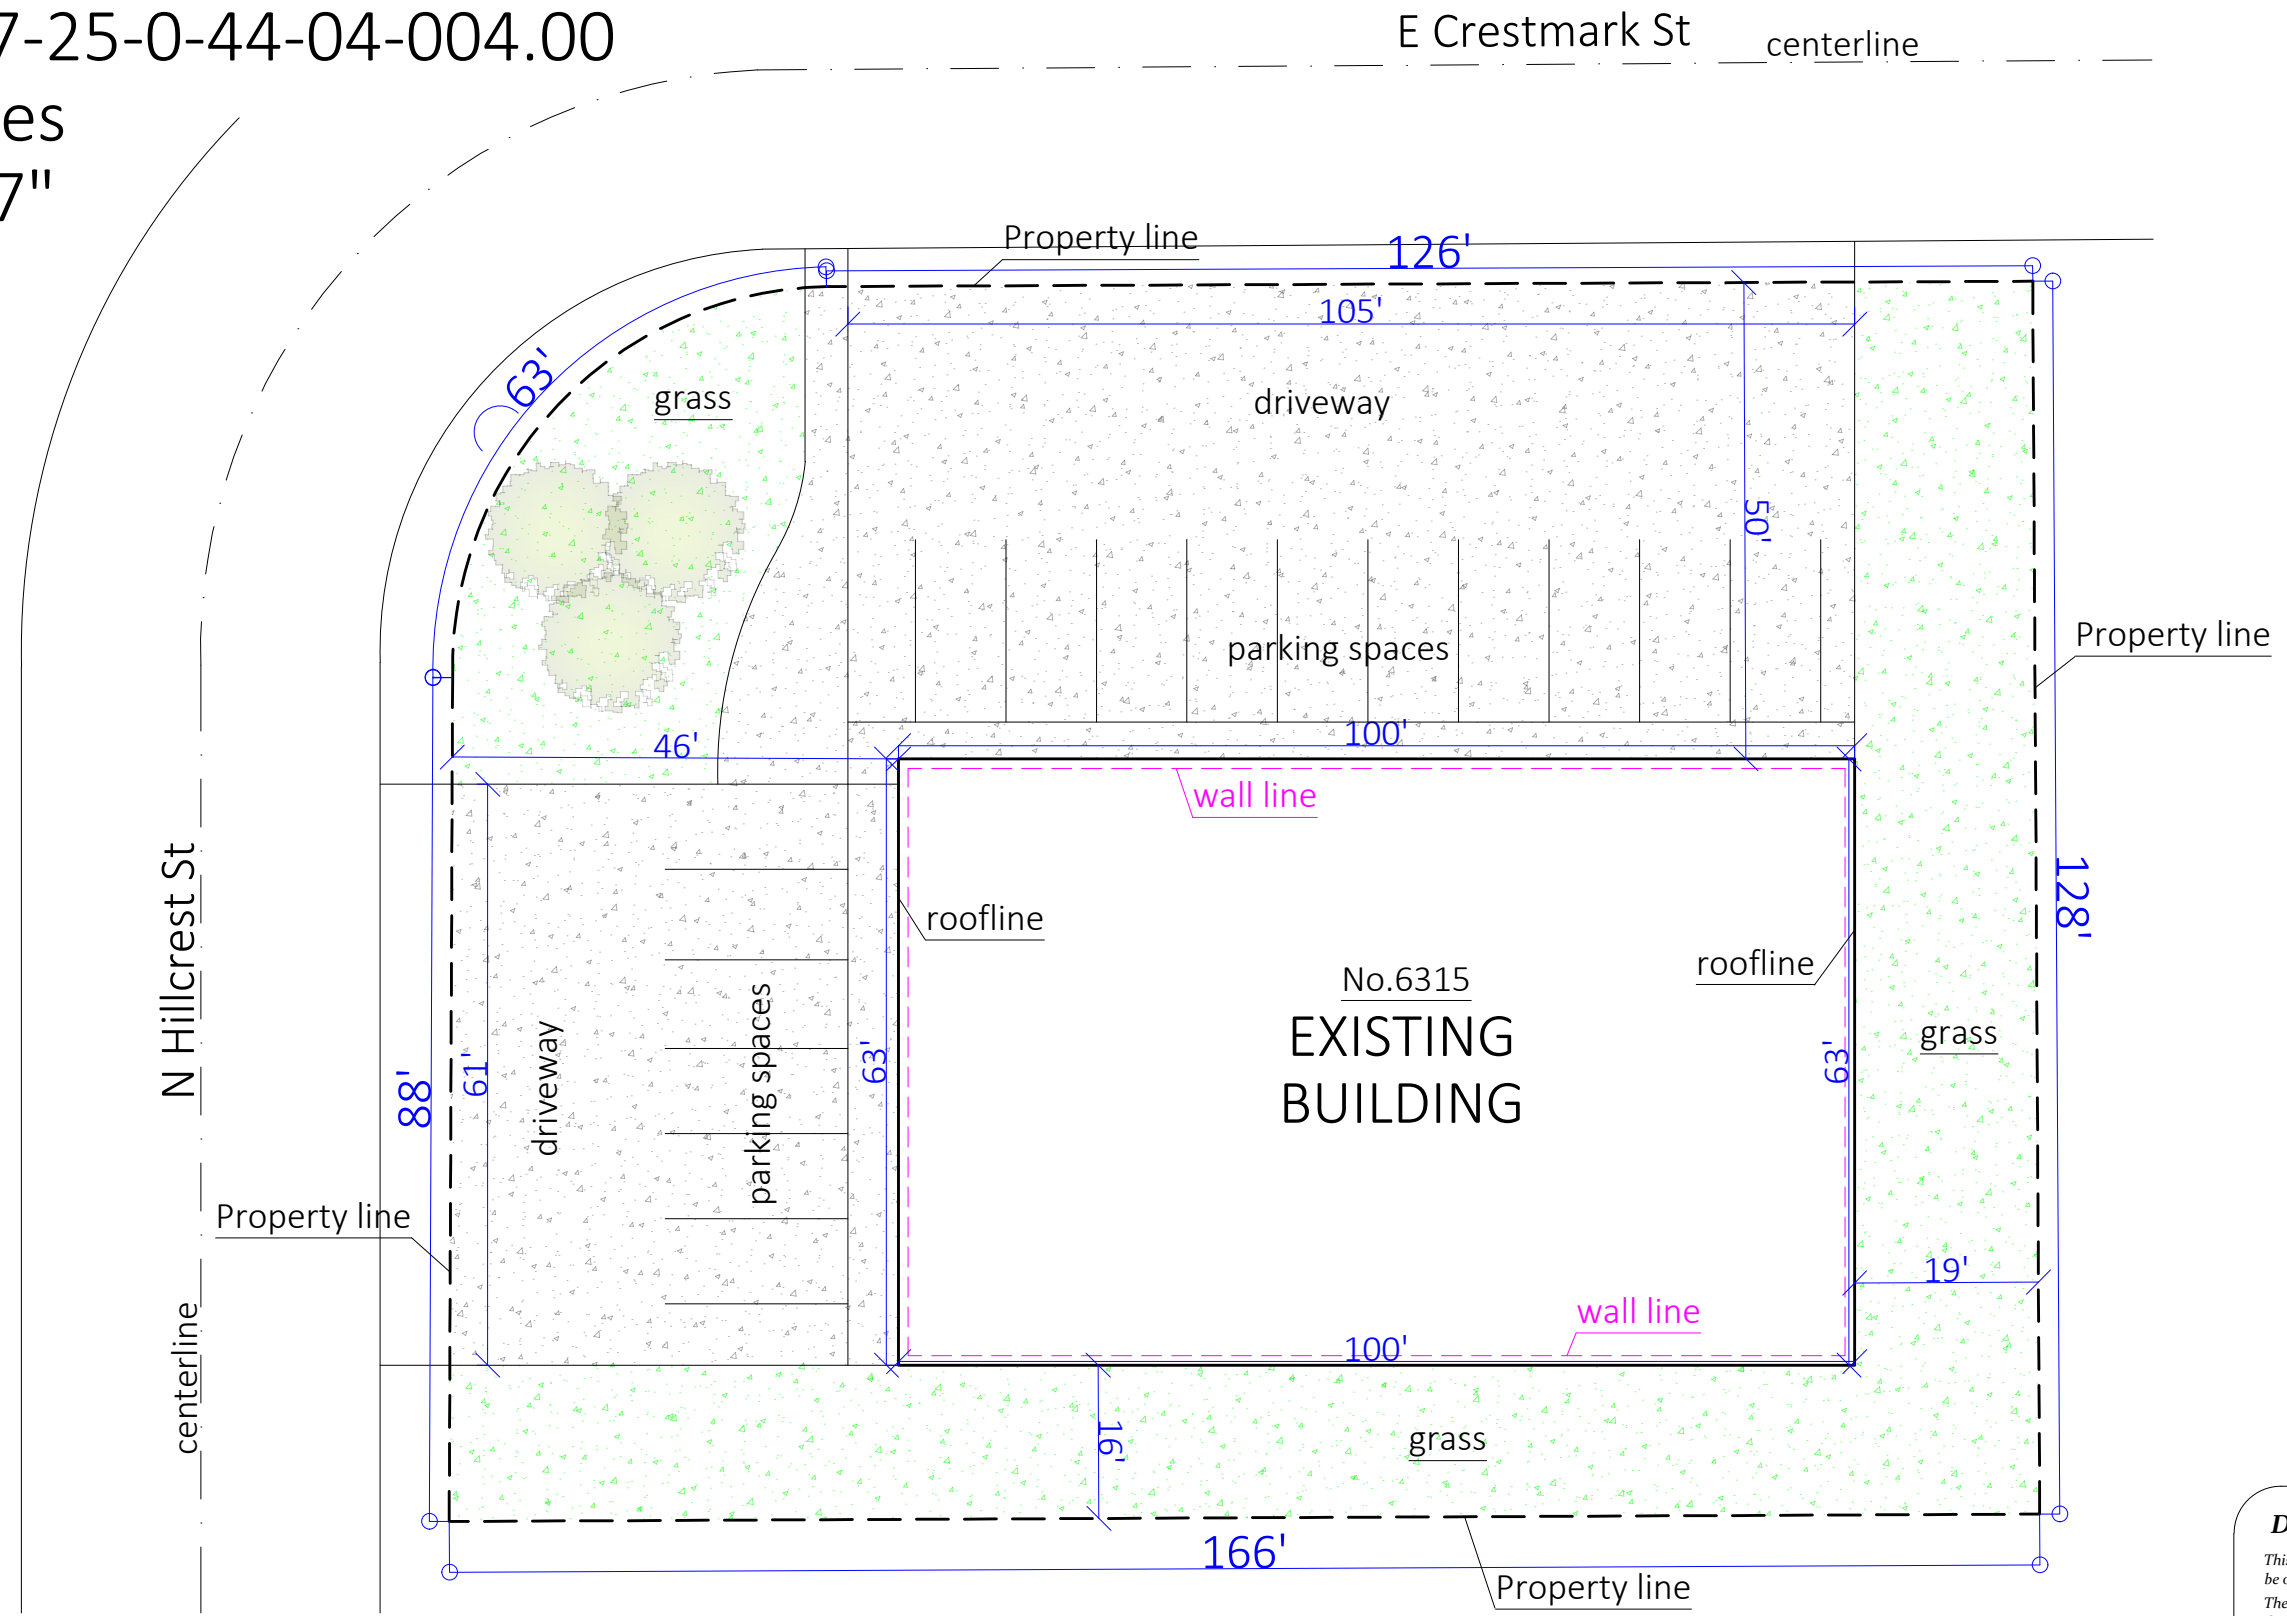 7-25-0-44-04-004.00
es
7"
E Crestmark St
centerline
Property line
126'
105'
63'
grass
driveway
50'
parking spaces
Property line
46'
100'
wall line
N Hillcrest St
roofline
roofline
128'
No.6315
EXISTING
BUILDING
grass
88'
61'
driveway
parking spaces
63'
63'
Property line
19'
centerline
wall line
100'
16'
grass
166'
Property line
D
This
be o
The